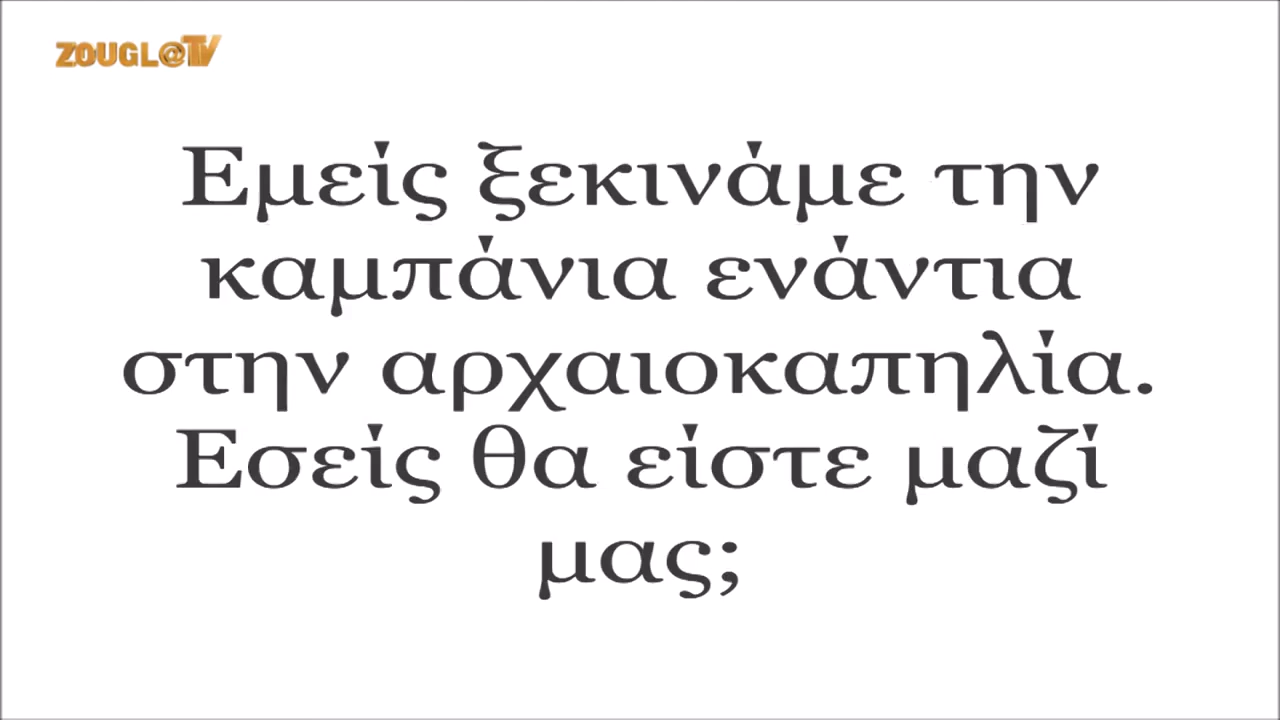 ZOUGL@TV
Εμείς ξεκινάμε την
καμπάνια ενάντια
στην αρχαιοκαπηλία.
Εσείς θα είστε μαζί
μας;